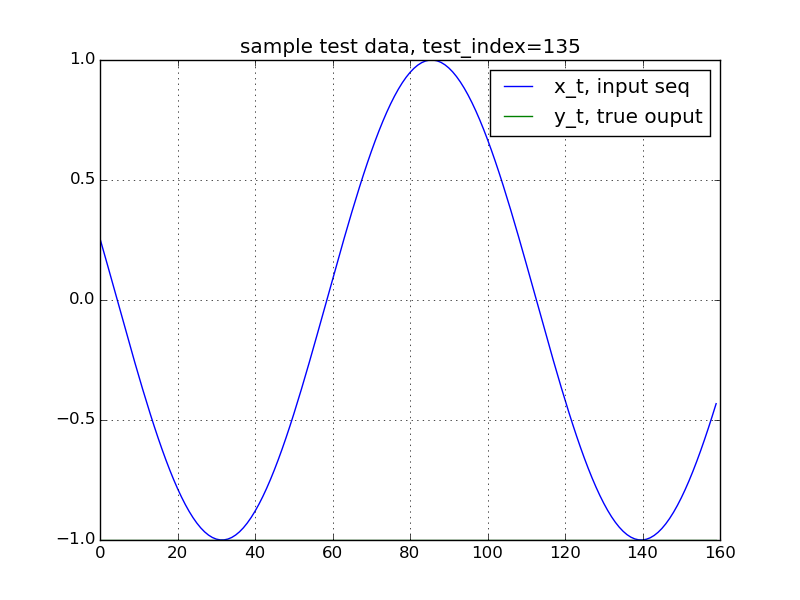 sample test data, test_index=135
x_t, input seq
y_t, true ouput
1.0
0.5
0.0
−0.5
−1.0
0 20 40 60 80 100 120 140 160